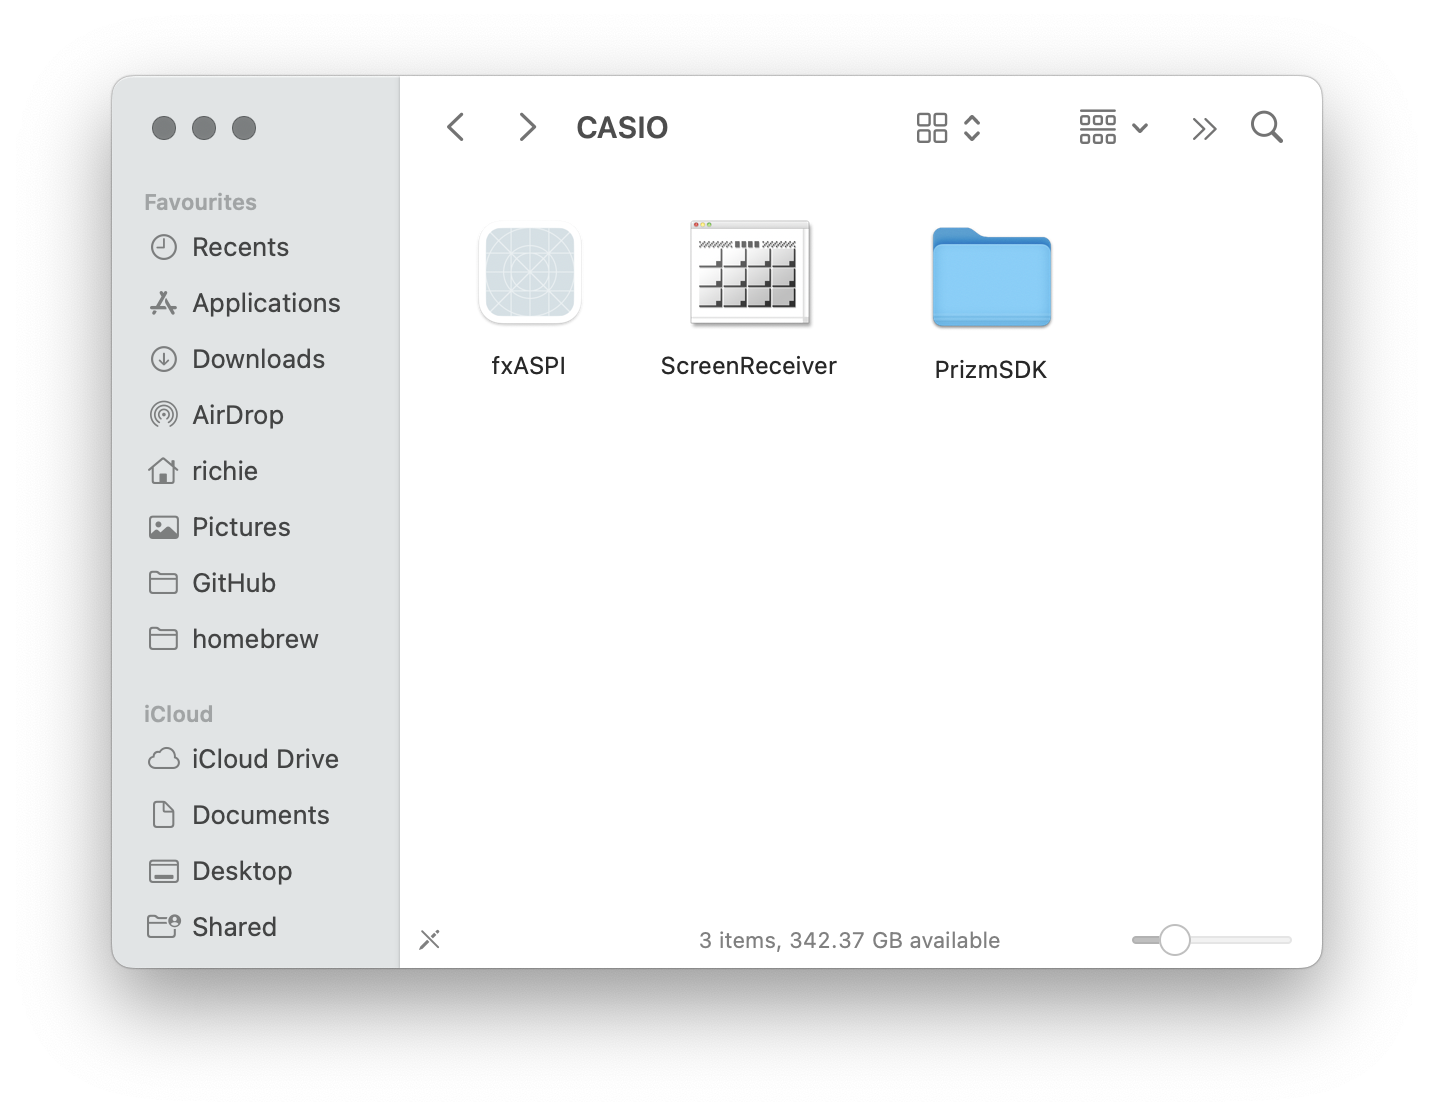 CASIO
Favourites
Recents
Applications
Downloads
AirDrop
richie
Pictures
GitHub
homebrew
iCloud
iCloud Drive
Documents
Desktop
Shared
fxASPI
ScreenReceiver
PrizmSDK
3 items, 342.37 GB available